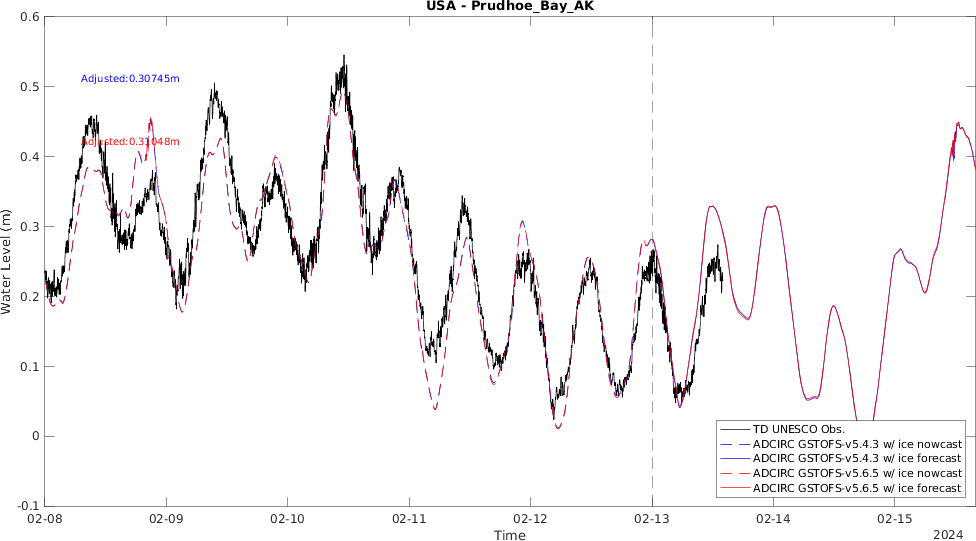 USA - Prudhoe_Bay_AK
0.6
0.5
0.4
0.3
0.2
0.1
0
-0.1
Water Level (m)
Adjusted:0.30745m
Adjusted:0.31048m
TD UNESCO Obs.
ADCIRC GSTOFS-v5.4.3 w/ ice nowcast
ADCIRC GSTOFS-v5.4.3 w/ ice forecast
ADCIRC GSTOFS-v5.6.5 w/ ice nowcast
ADCIRC GSTOFS-v5.6.5 w/ ice forecast
02-08 02-09 02-10 02-11 02-12 02-13 02-14 02-15
Time
2024